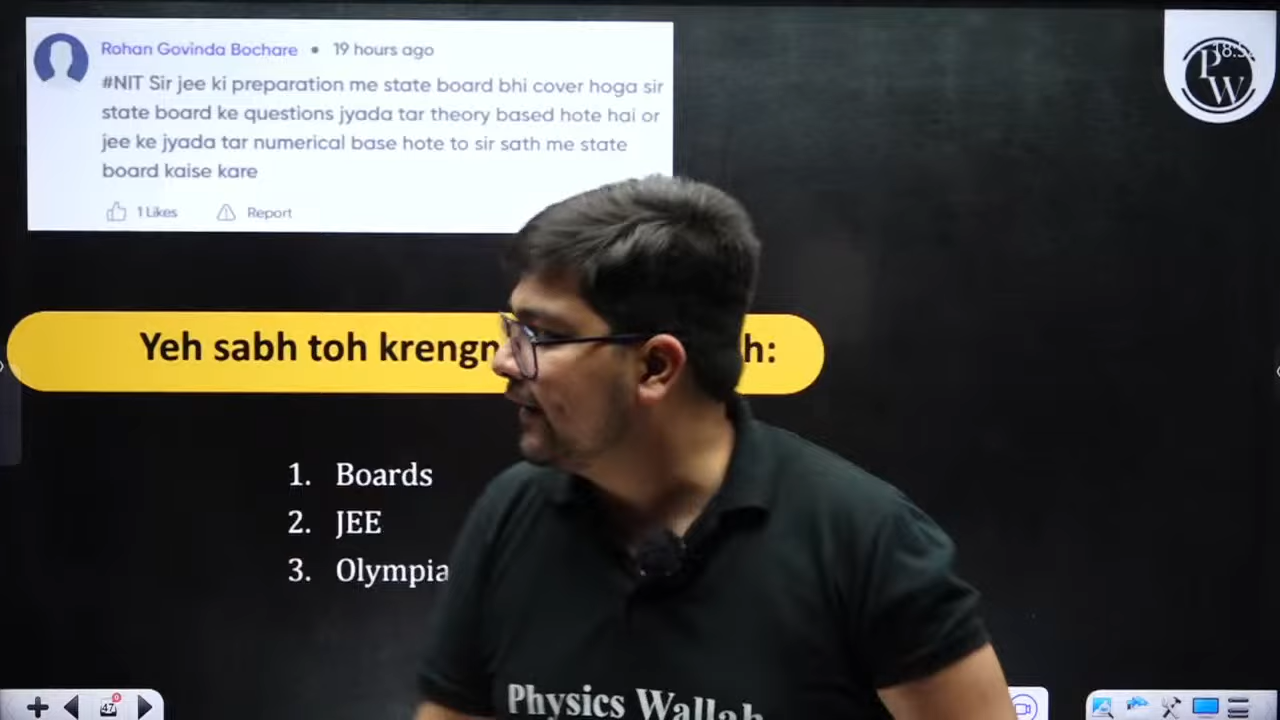 Rohan Govinda Bochare • 19 hours ago
#NIT Sir jee ki preparation me state board bhi cover hoga sir
state board ke questions jyada tar theory based hote hai or
jee ke jyada tar numerical base hote to sir sath me state
board kaise kare
1 Likes Report
PW
Yeh sabh toh krengn h:
1. Boards
2. JEE
3. Olympia
Physics Wallah
47